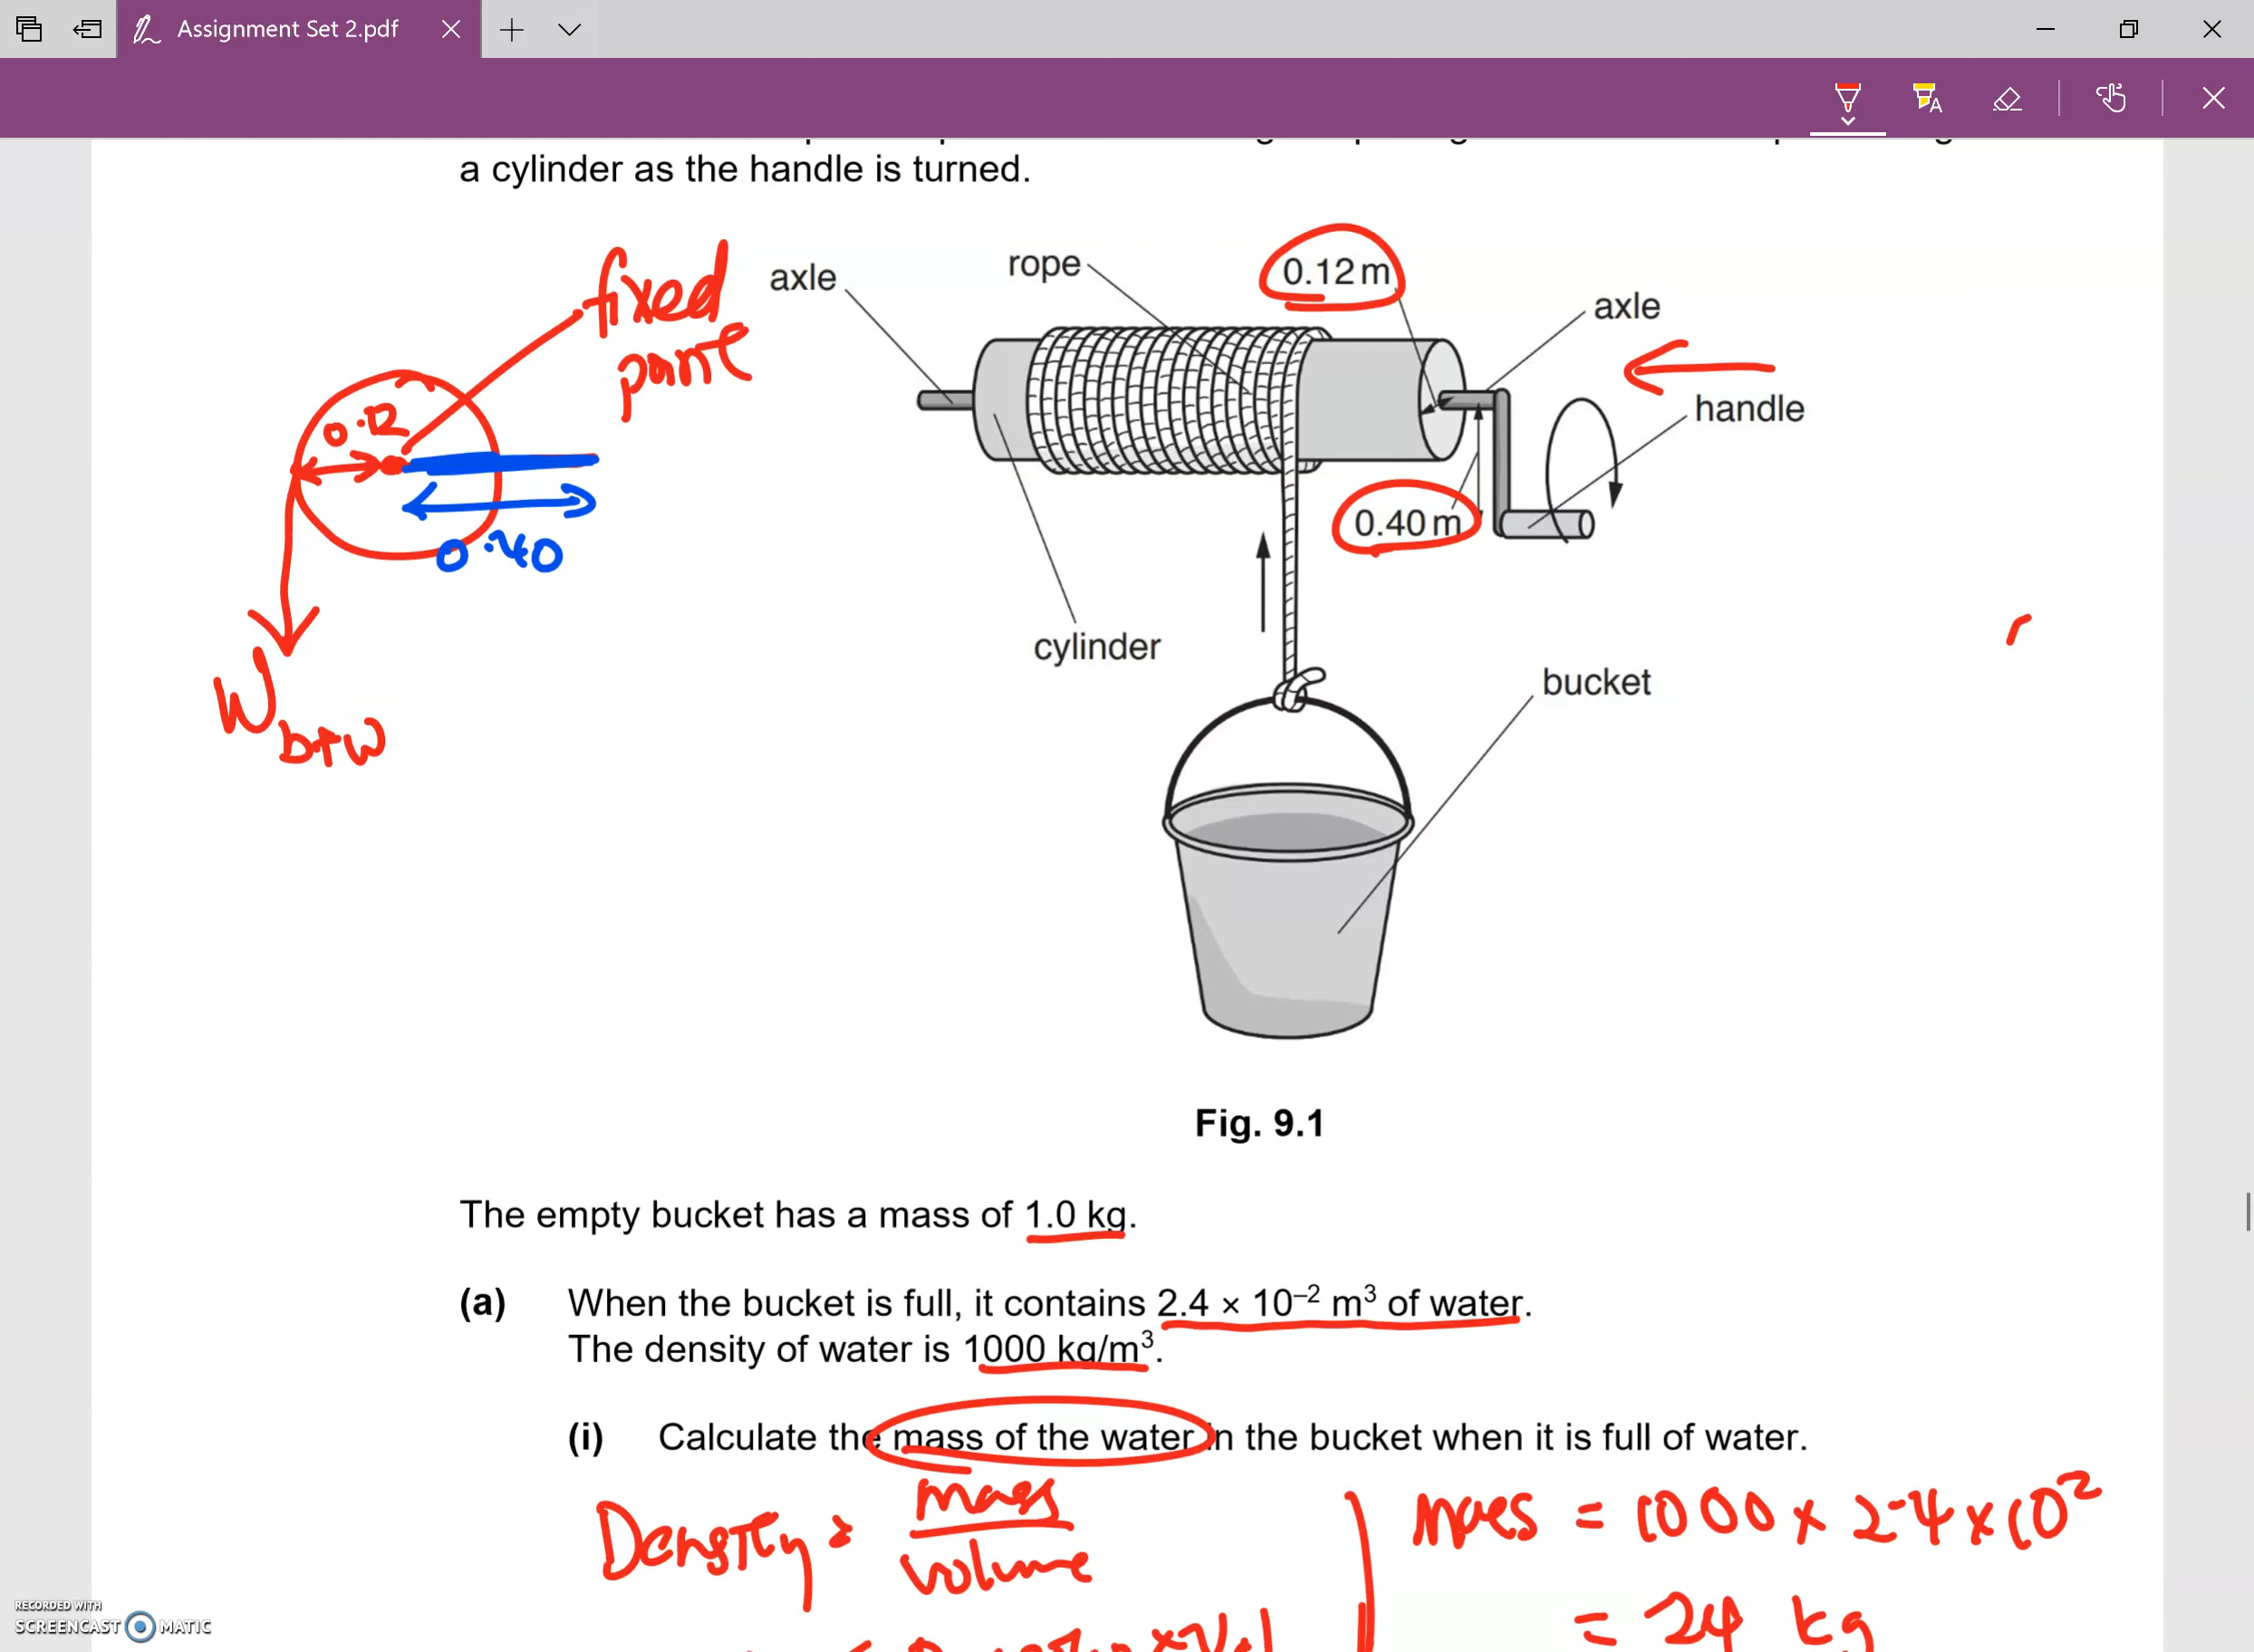 Assignment Set 2.pdf
a cylinder as the handle is turned.
fixed
point
axle
rope
0.12 m
axle
handle
0.12
0.40
0.40 m
cylinder
bucket
W
b+w
Fig. 9.1
The empty bucket has a mass of 1.0 kg.
(a) When the bucket is full, it contains 2.4 × 10⁻² m³ of water.
The density of water is 1000 kg/m³.
(i) Calculate the mass of the water in the bucket when it is full of water.
Density = mass
volume
Mass = 1000 × 2.4 × 10⁻²
= 24 kg
RECORDED WITH
SCREENCAST MATIC